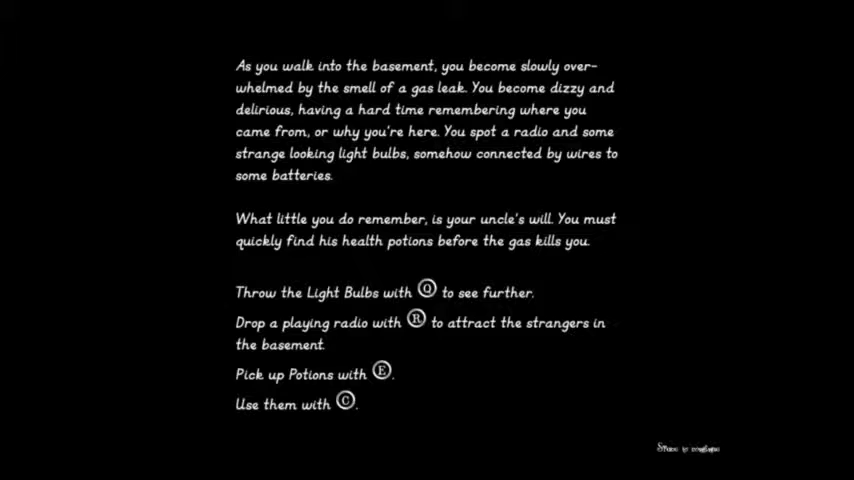 As you walk into the basement, you become slowly over-
whelmed by the smell of a gas leak. You become dizzy and
delirious, having a hard time remembering where you
came from, or why you're here. You spot a radio and some
strange looking light bulbs, somehow connected by wires to
some batteries.
What little you do remember, is your uncle's will. You must
quickly find his health potions before the gas kills you.
Throw the Light Bulbs with Q to see further.
Drop a playing radio with R to attract the strangers in
the basement.
Pick up Potions with E.
Use them with C.